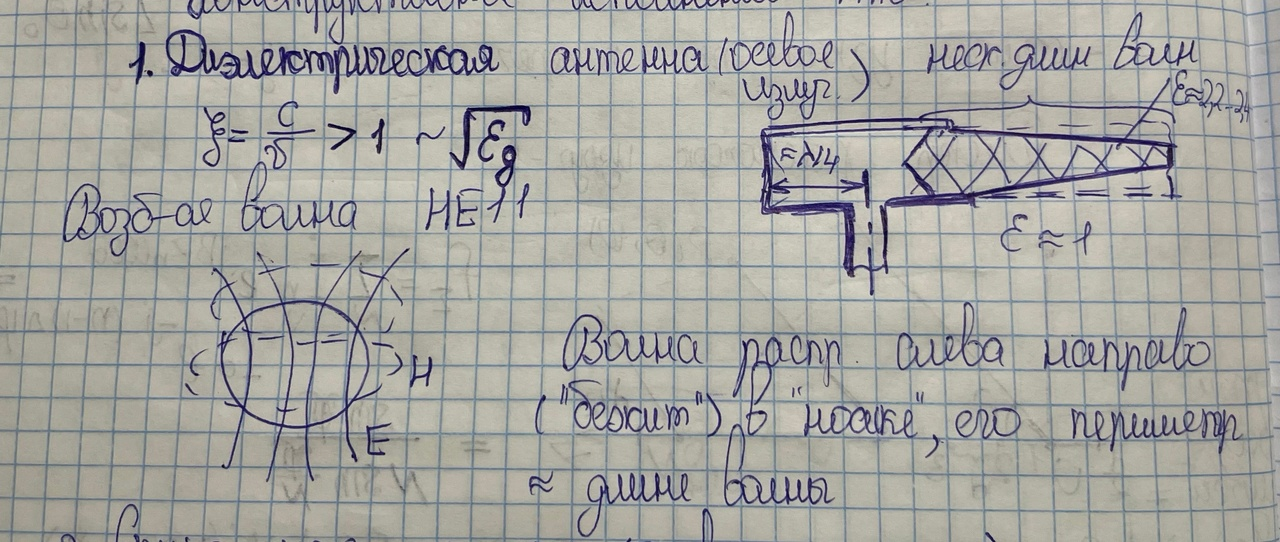 1. Диэлектрическая антенна (осевое излуч.)
неск. длин волн
ξ = c/v > 1 ~ √εд
ε≈2,2-2,4
≈λ/4
Возб-ая волна HE11
ε ≈ 1
H
E
Волна распр. слева направо
("бежит") в "носике", его периметр
≈ длине волны